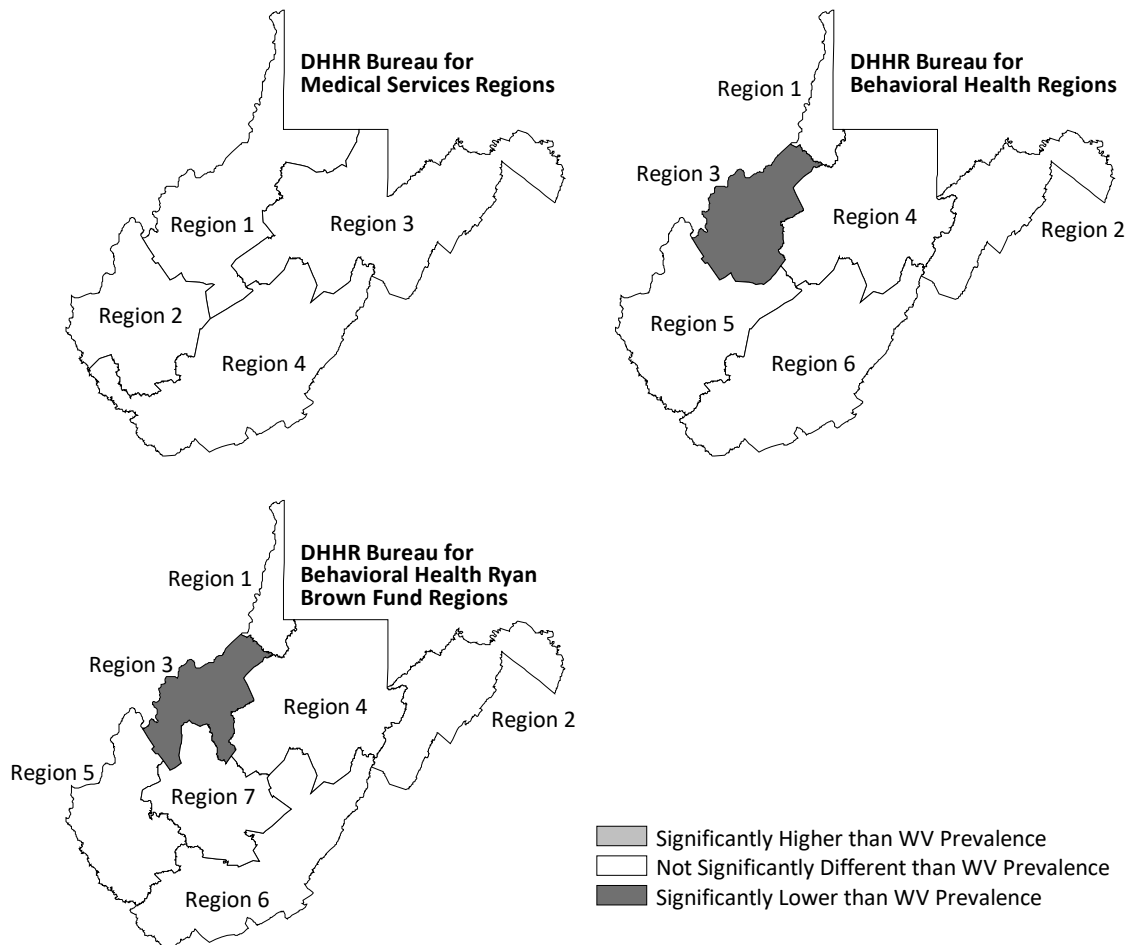 DHHR Bureau for
Medical Services Regions
Region 1
Region 3
Region 2
Region 4
DHHR Bureau for
Behavioral Health Regions
Region 1
Region 3
Region 4
Region 2
Region 5
Region 6
DHHR Bureau for
Behavioral Health Ryan
Brown Fund Regions
Region 1
Region 3
Region 4
Region 2
Region 5
Region 7
Region 6
Significantly Higher than WV Prevalence
Not Significantly Different than WV Prevalence
Significantly Lower than WV Prevalence